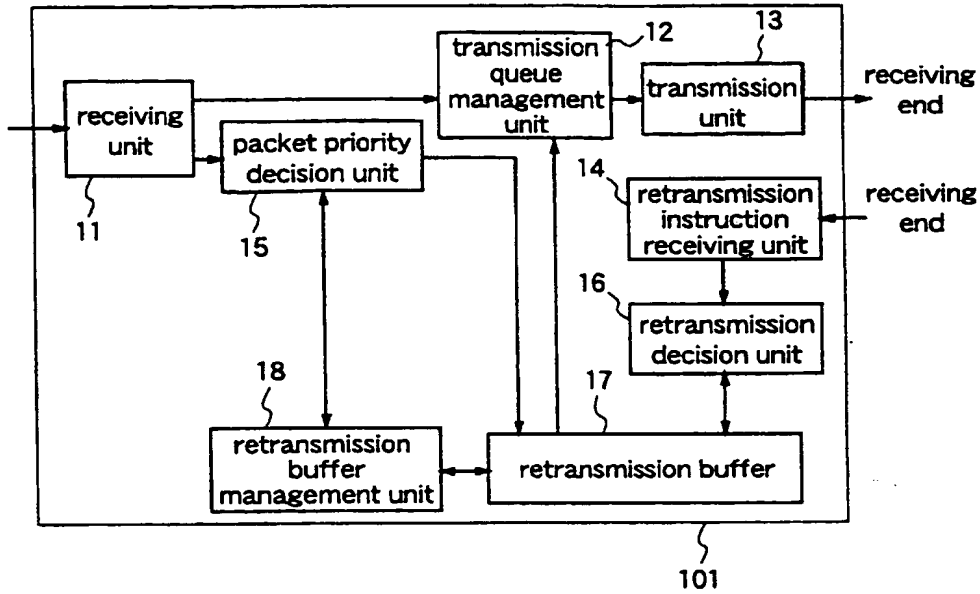 12
13
transmission
queue
management
unit
transmission
unit
receiving
end
receiving
unit
packet priority
decision unit
11
15
14
retransmission
instruction
receiving unit
receiving
end
16
retransmission
decision unit
18
17
retransmission
buffer
management unit
retransmission buffer
101